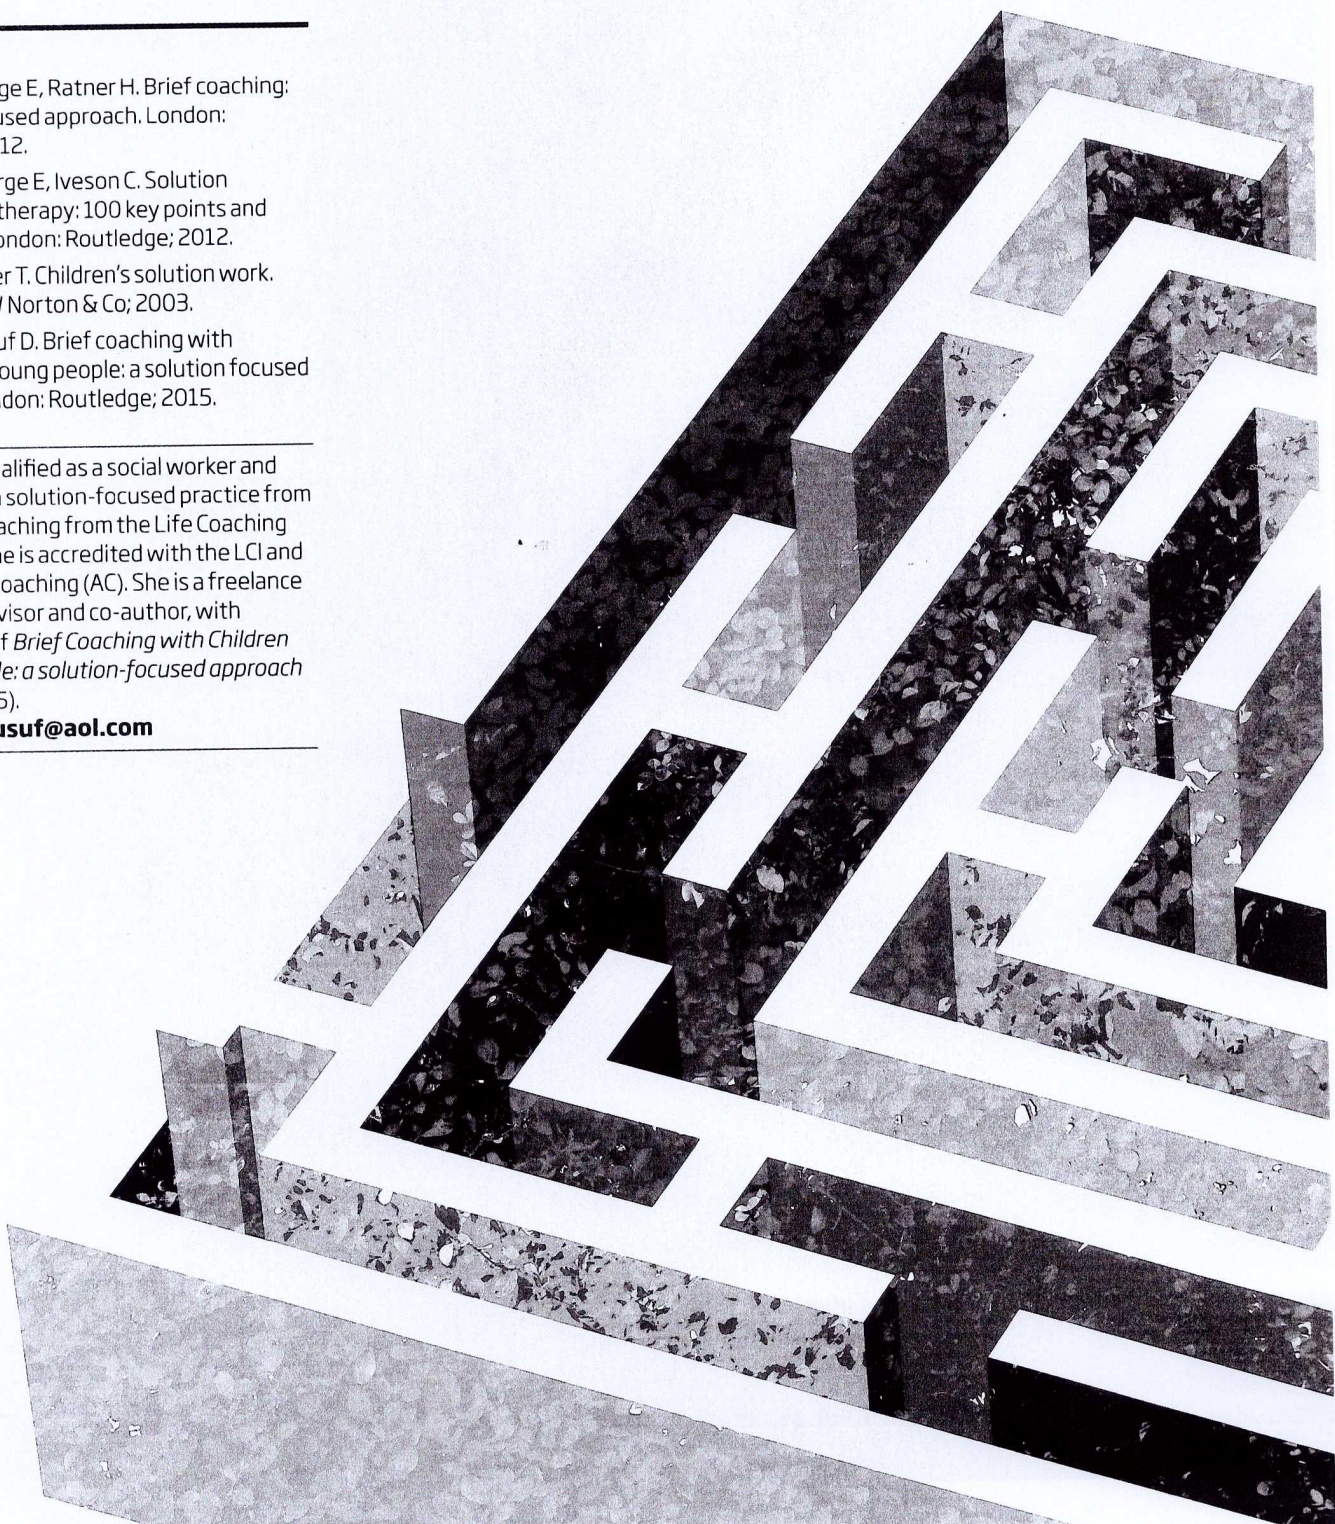 ge E, Ratner H. Brief coaching:
used approach. London:
12.
rge E, Iveson C. Solution
therapy: 100 key points and
ondon: Routledge; 2012.
er T. Children's solution work.
Norton & Co; 2003.
uf D. Brief coaching with
oung people: a solution focused
don: Routledge; 2015.
alified as a social worker and
solution-focused practice from
aching from the Life Coaching
e is accredited with the LCI and
oaching (AC). She is a freelance
visor and co-author, with
f Brief Coaching with Children
le: a solution-focused approach
5).
usuf@aol.com